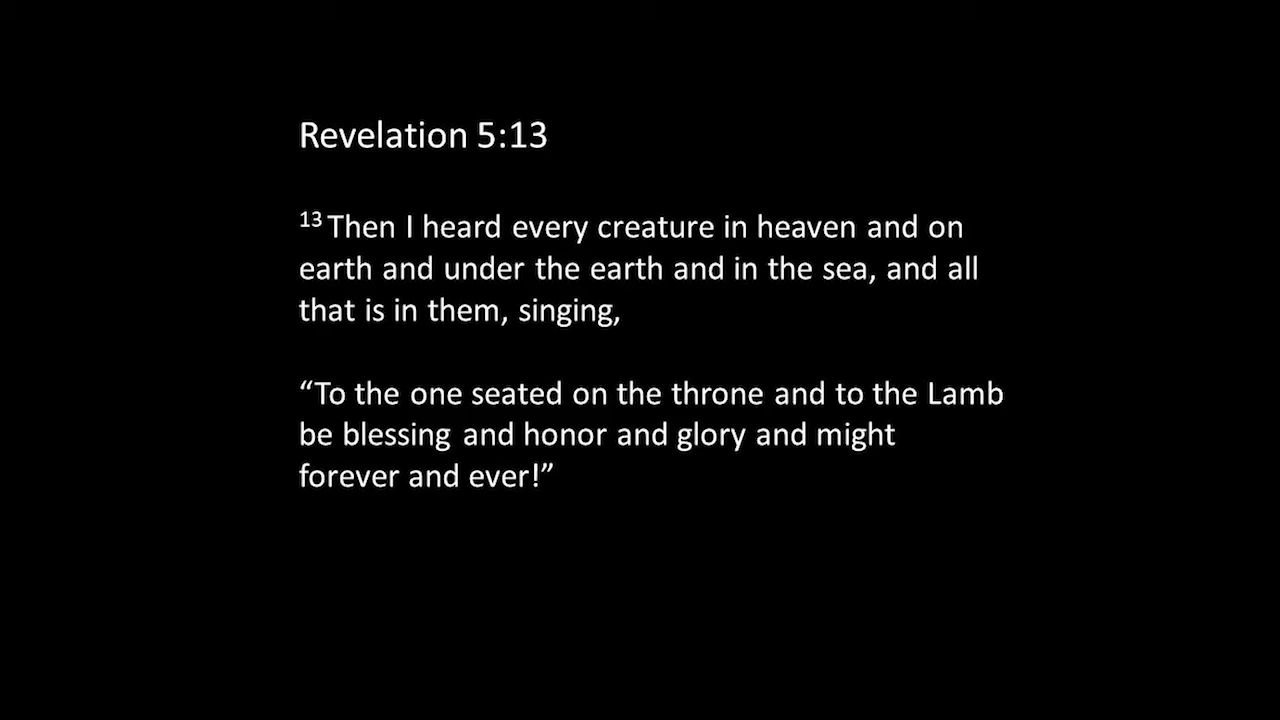 Revelation 5:13
13 Then I heard every creature in heaven and on
earth and under the earth and in the sea, and all
that is in them, singing,
“To the one seated on the throne and to the Lamb
be blessing and honor and glory and might
forever and ever!”